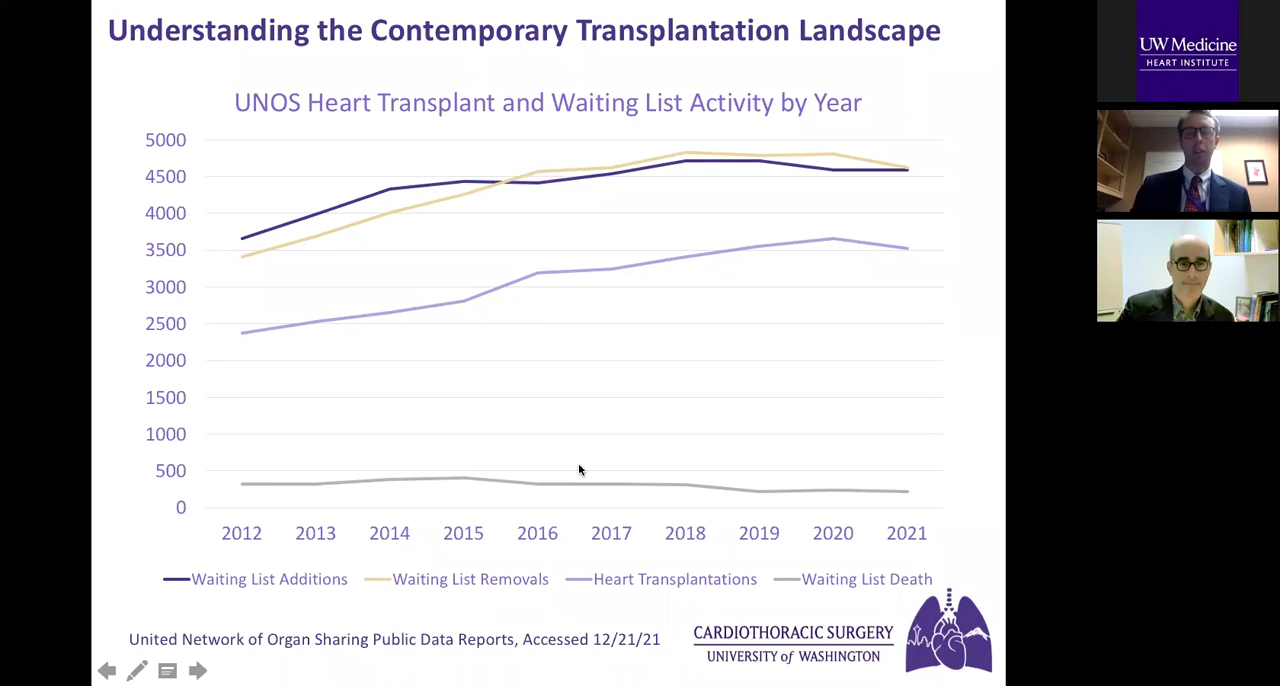 Understanding the Contemporary Transplantation Landscape
UNOS Heart Transplant and Waiting List Activity by Year
5000
4500
4000
3500
3000
2500
2000
1500
1000
500
0
2012 2013 2014 2015 2016 2017 2018 2019 2020 2021
Waiting List Additions Waiting List Removals Heart Transplantations Waiting List Death
United Network of Organ Sharing Public Data Reports, Accessed 12/21/21
CARDIOTHORACIC SURGERY
UNIVERSITY of WASHINGTON
UW Medicine
HEART INSTITUTE